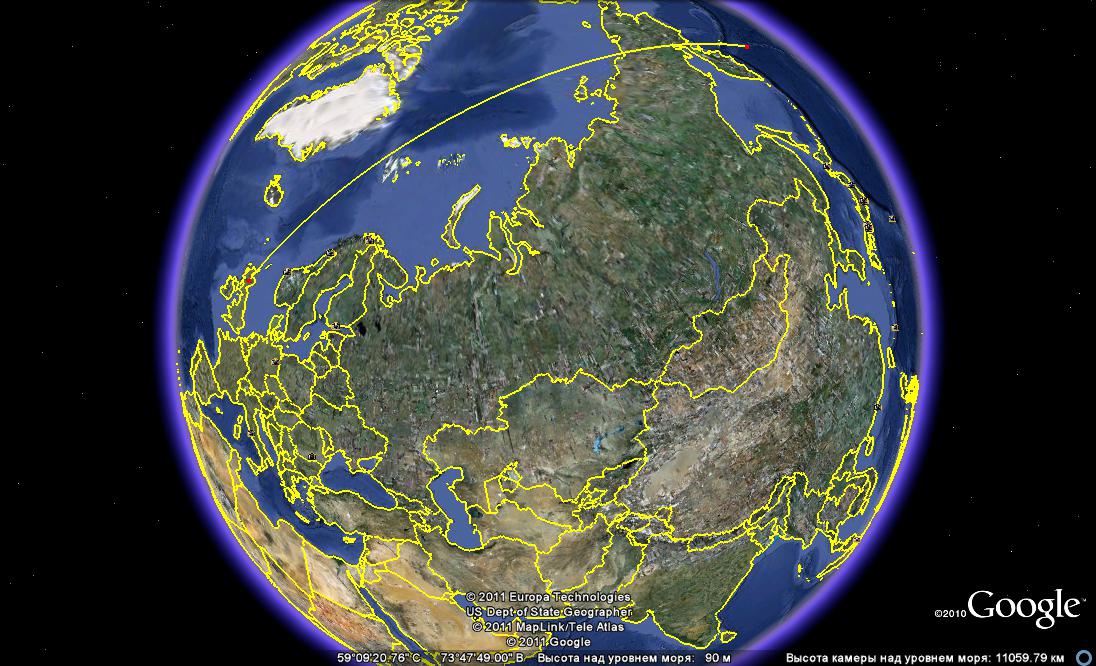 © 2011 Europa Technologies
US Dept of State Geographer
© 2011 MapLink/Tele Atlas
© 2011 Google
©2010 Google™
59°09'20.76" С 73°47'49.00" В Высота над уровнем моря: 90 м Высота камеры над уровнем моря: 11059.79 км